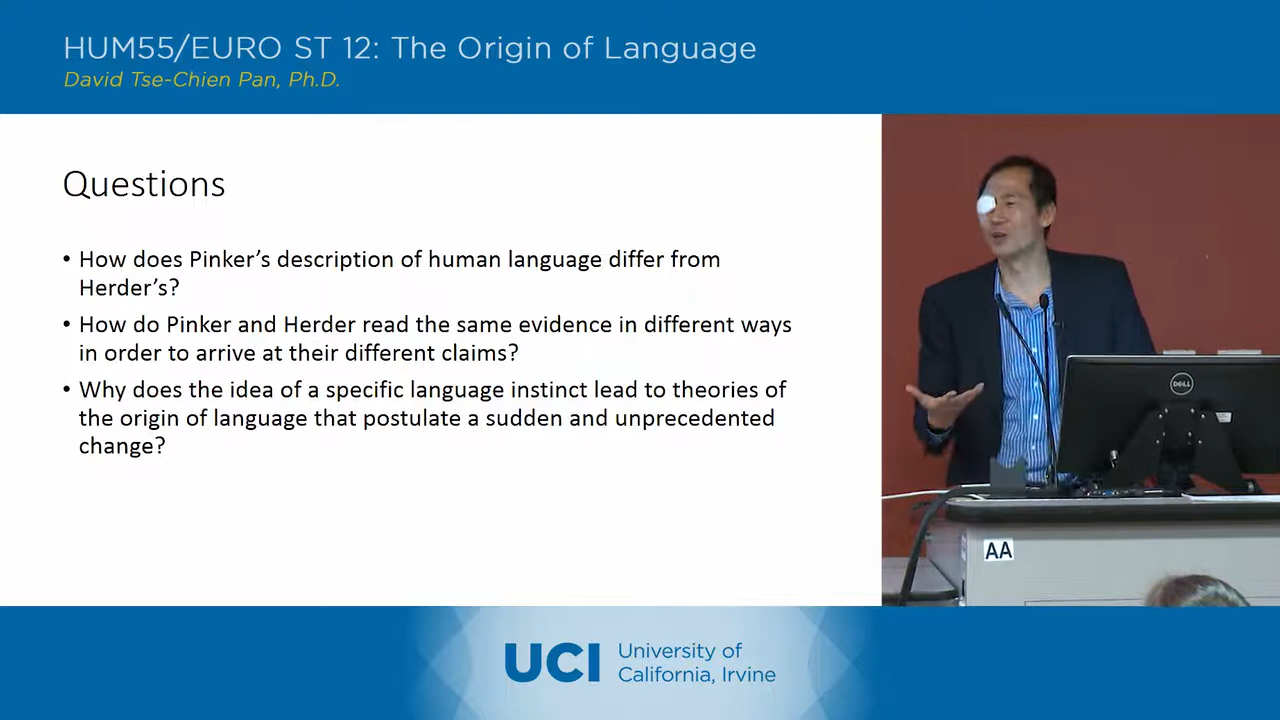 HUM55/EURO ST 12: The Origin of Language
David Tse-Chien Pan, Ph.D.
Questions
• How does Pinker’s description of human language differ from
Herder’s?
• How do Pinker and Herder read the same evidence in different ways
in order to arrive at their different claims?
• Why does the idea of a specific language instinct lead to theories of
the origin of language that postulate a sudden and unprecedented
change?
DELL
AA
UCI University of
California, Irvine